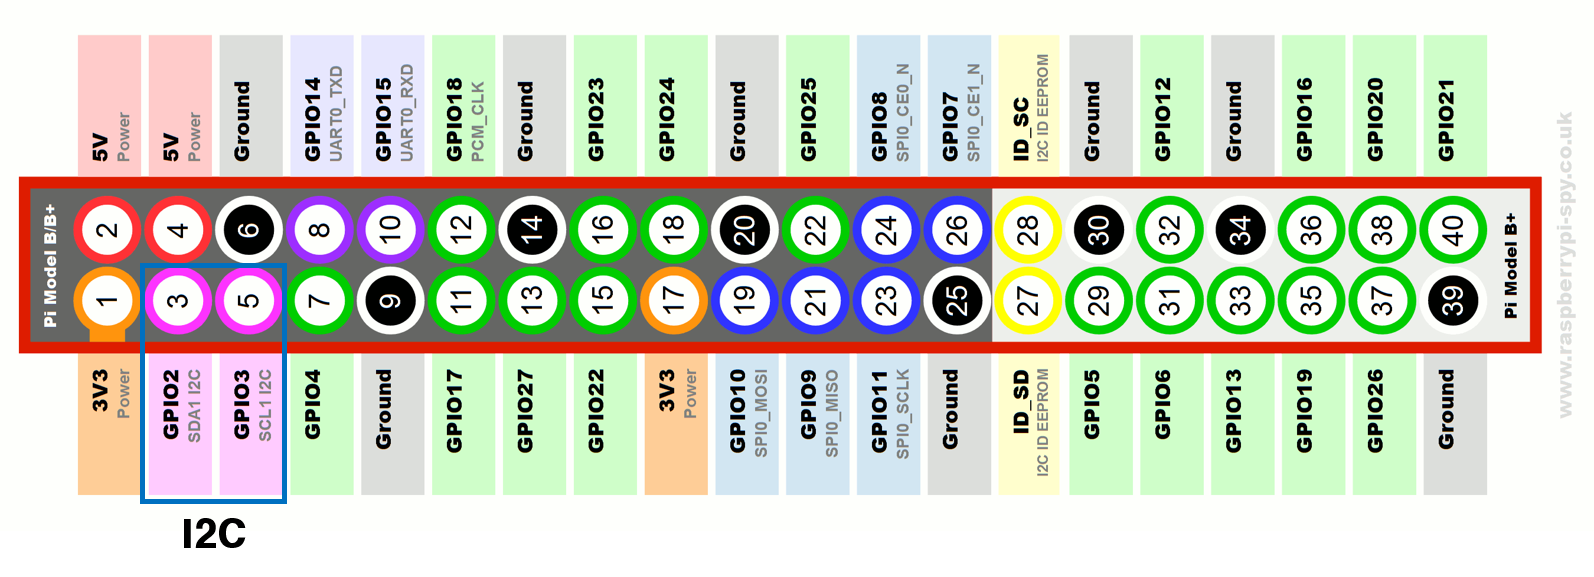 5V
Power
5V
Power
Ground
GPIO14
UART0_TXD
GPIO15
UART0_RXD
GPIO18
PCM_CLK
Ground
GPIO23
GPIO24
Ground
GPIO25
GPIO8
SPI0_CE0_N
GPIO7
SPI0_CE1_N
ID_SC
I2C ID EEPROM
Ground
GPIO12
Ground
GPIO16
GPIO20
GPIO21
Pi Model B/B+
2
4
6
8
10
12
14
16
18
20
22
24
26
28
30
32
34
36
38
40
1
3
5
7
9
11
13
15
17
19
21
23
25
27
29
31
33
35
37
39
Pi Model B+
3V3
Power
GPIO2
SDA1 I2C
GPIO3
SCL1 I2C
GPIO4
Ground
GPIO17
GPIO27
GPIO22
3V3
Power
GPIO10
SPI0_MOSI
GPIO9
SPI0_MISO
GPIO11
SPI0_SCLK
Ground
ID_SD
I2C ID EEPROM
GPIO5
GPIO6
GPIO13
GPIO19
GPIO26
Ground
I2C
www.raspberrypi-spy.co.uk